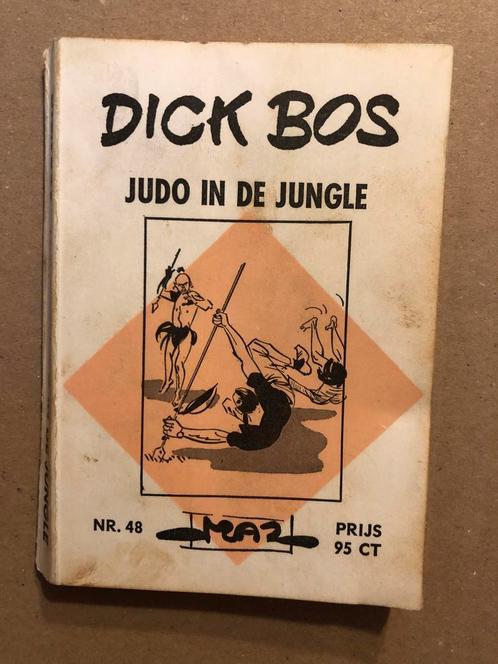 DICK BOS
JUDO IN DE JUNGLE
NR. 48
MAZ
PRIJS
95 CT